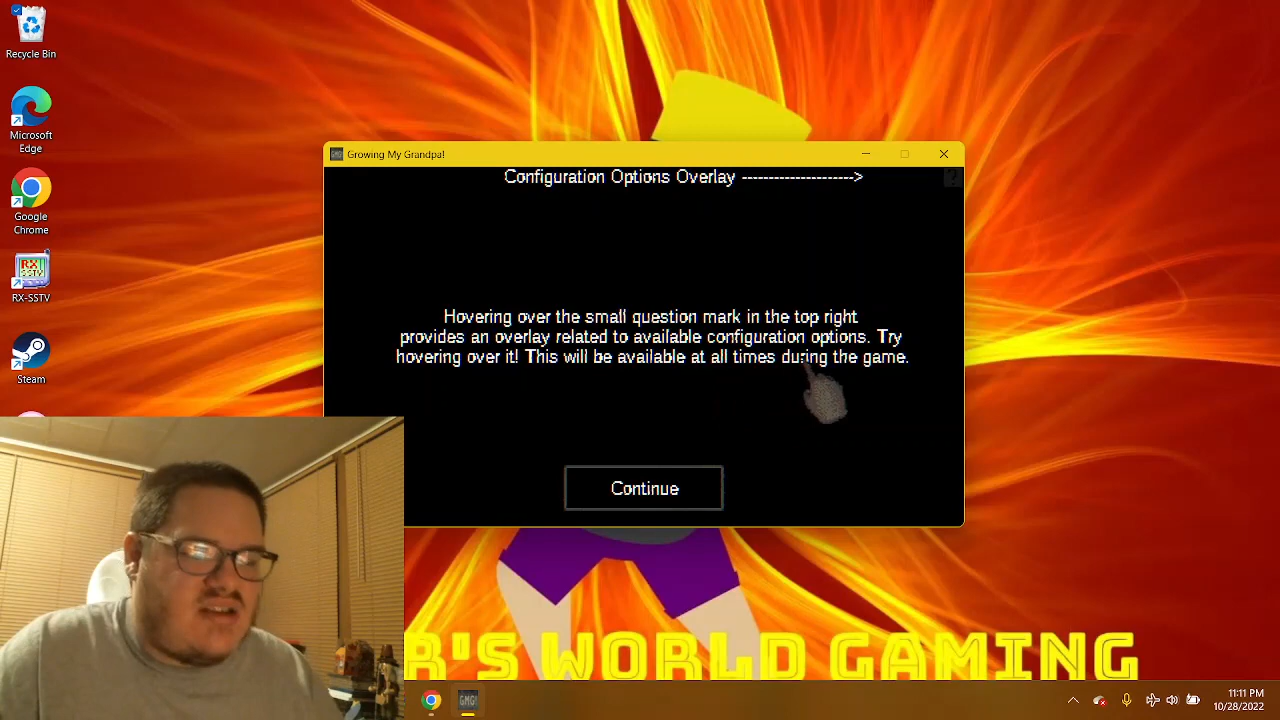 Recycle Bin
Microsoft
Edge
Google
Chrome
RX-SSTV
Steam
GMG!
Growing My Grandpa!
Configuration Options Overlay --------------------->
?
Hovering over the small question mark in the top right
provides an overlay related to available configuration options. Try
hovering over it! This will be available at all times during the game.
Continue
R'S WORLD GAMING
GMG!
11:11 PM
10/28/2022